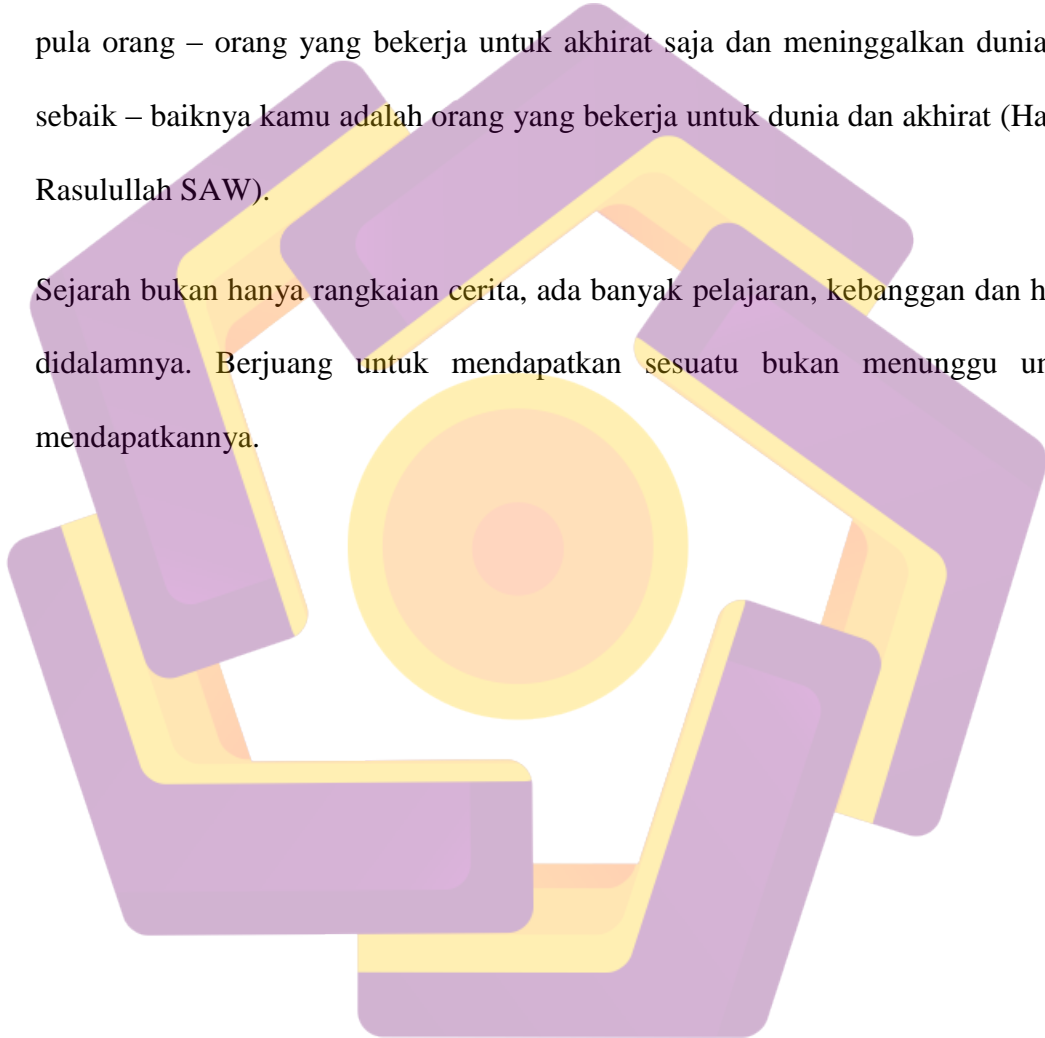 pula orang – orang yang bekerja untuk akhirat saja dan meninggalkan dunia
sebaik – baiknya kamu adalah orang yang bekerja untuk dunia dan akhirat (Ha
Rasulullah SAW).
Sejarah bukan hanya rangkaian cerita, ada banyak pelajaran, kebanggan dan h
didalamnya. Berjuang untuk mendapatkan sesuatu bukan menunggu un
mendapatkannya.